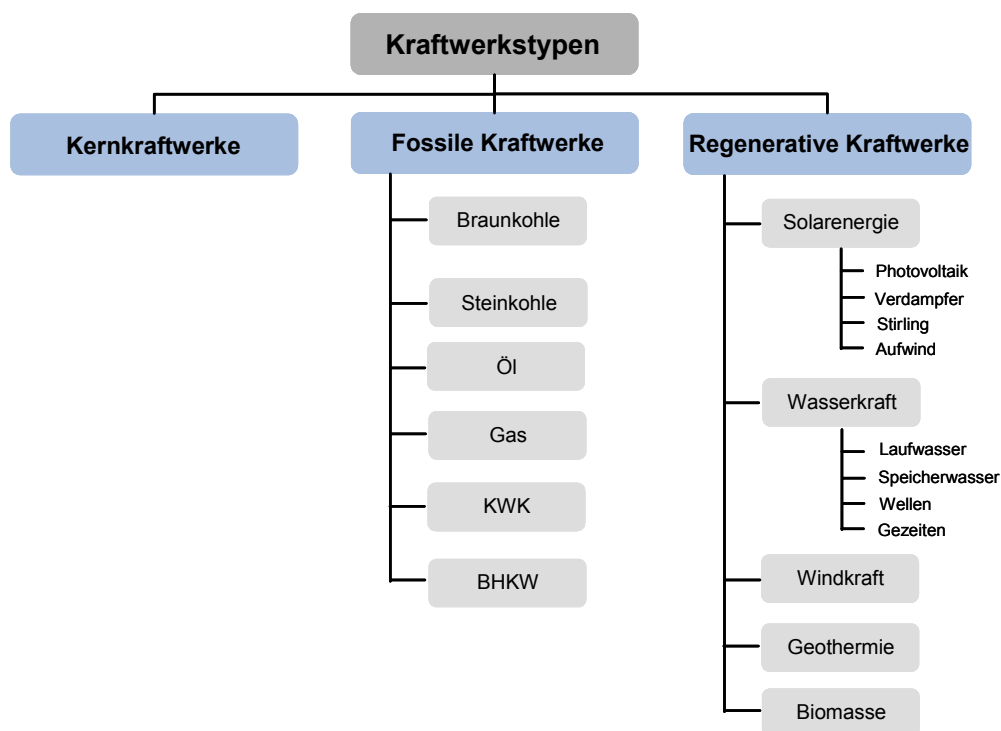 Kraftwerkstypen
Kernkraftwerke
Fossile Kraftwerke
Braunkohle
Steinkohle
Öl
Gas
KWK
BHKW
Regenerative Kraftwerke
Solarenergie
Photovoltaik
Verdampfer
Stirling
Aufwind
Wasserkraft
Laufwasser
Speicherwasser
Wellen
Gezeiten
Windkraft
Geothermie
Biomasse